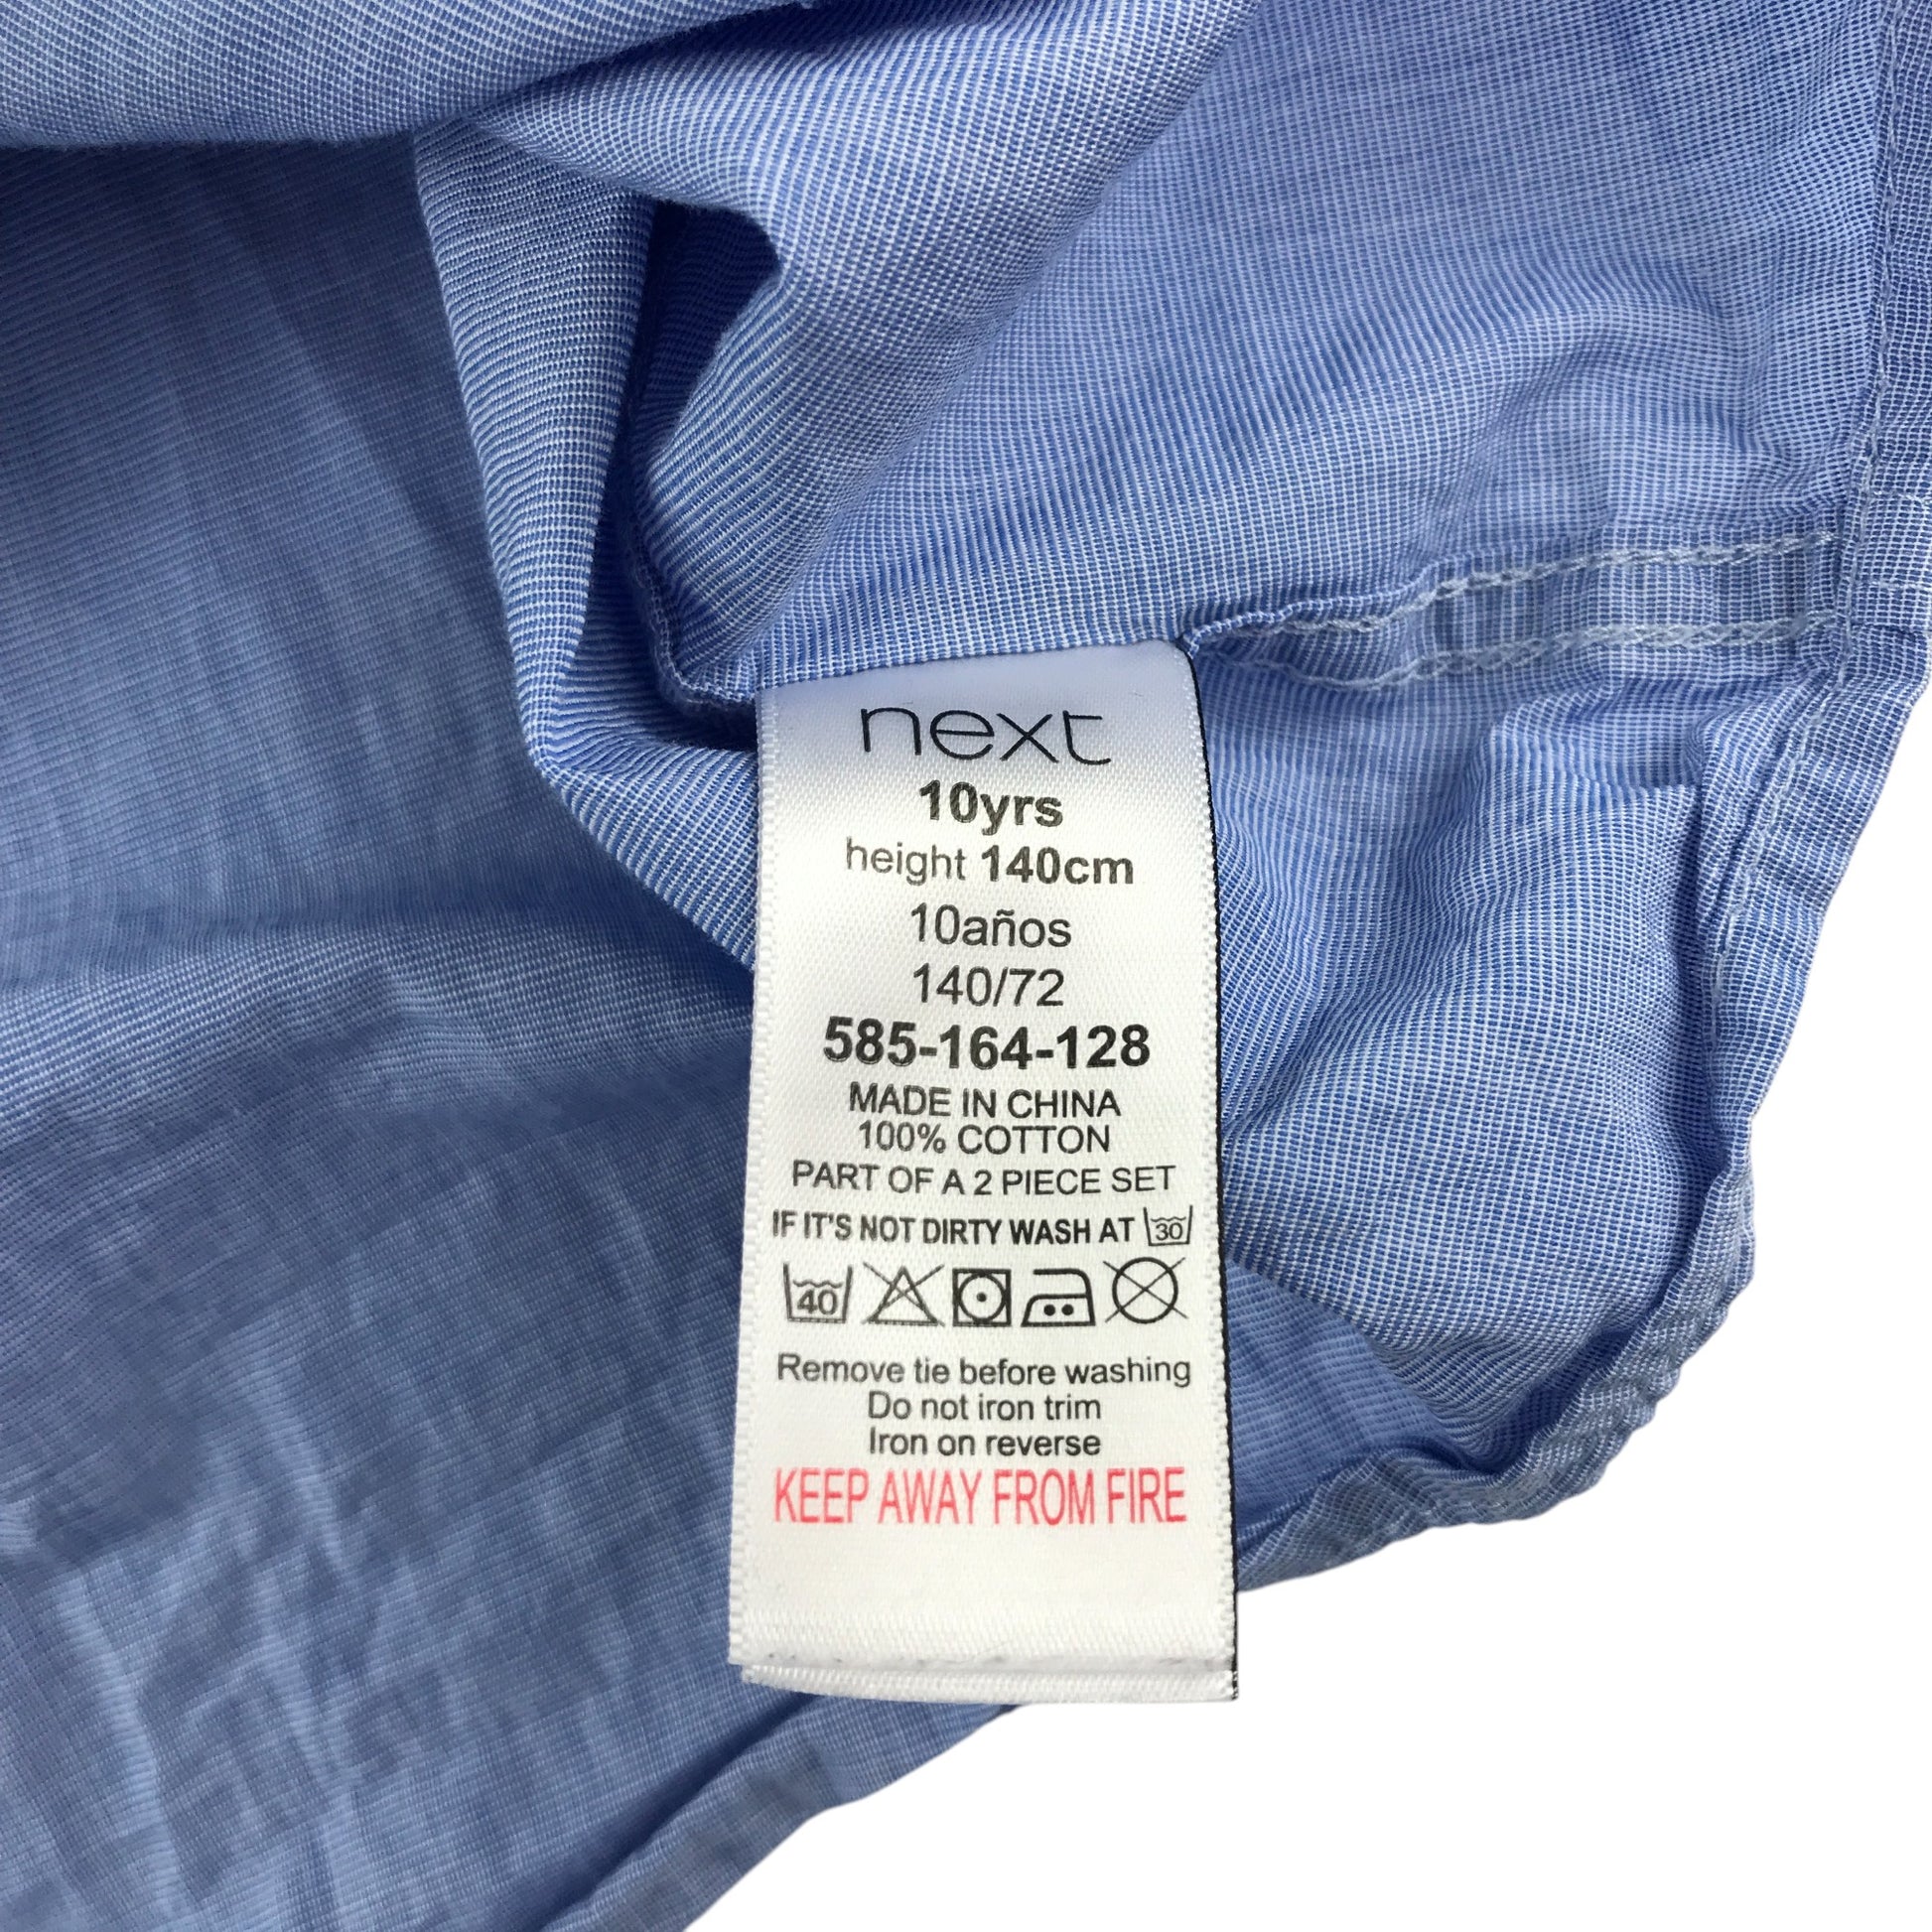 next
10yrs
height 140cm
10años
140/72
585-164-128
MADE IN CHINA
100% COTTON
PART OF A 2 PIECE SET
IF IT'S NOT DIRTY WASH AT 30
40
Remove tie before washing
Do not iron trim
Iron on reverse
KEEP AWAY FROM FIRE